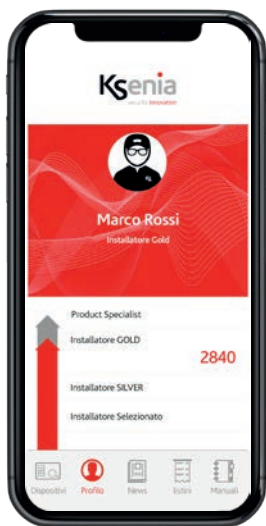 Ksenia
security innovation
Marco Rossi
Installatore Gold
Product Specialist
Installatore GOLD
2840
Installatore SILVER
Installatore Selezionato
Dispositivi
Profilo
News
Listini
Manuali